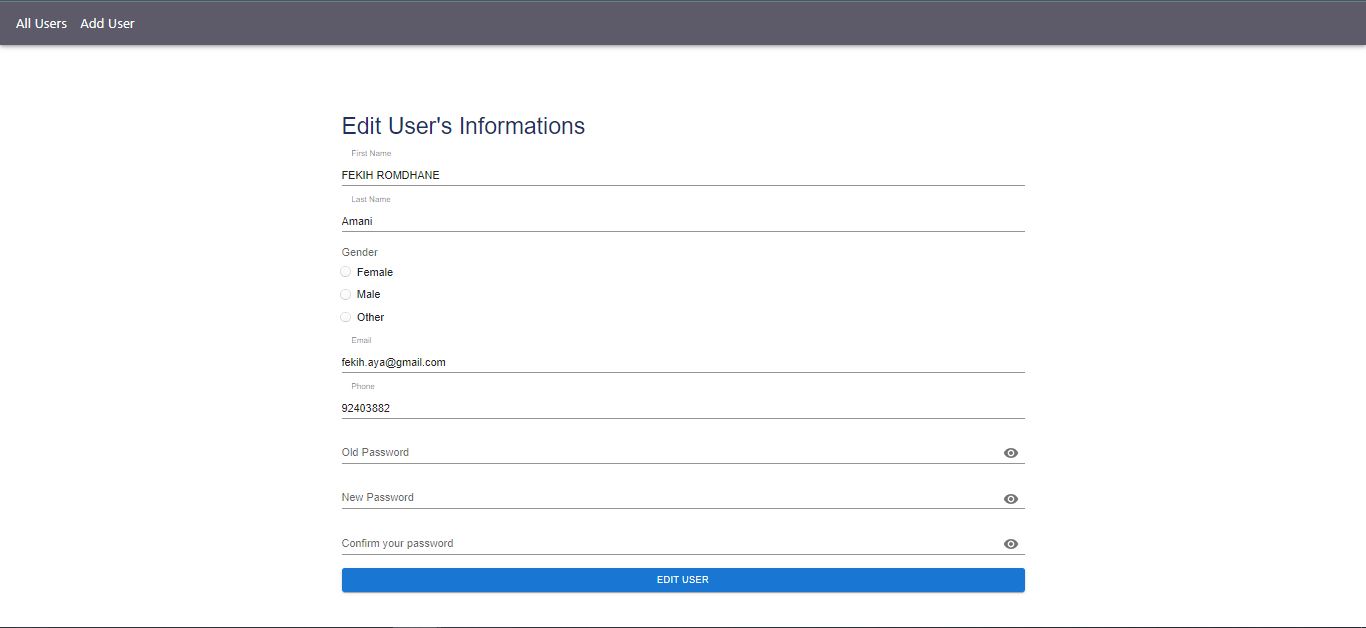 All Users Add User
Edit User's Informations
First Name
FEKIH ROMDHANE
Last Name
Amani
Gender
Female
Male
Other
Email
fekih.aya@gmail.com
Phone
92403882
Old Password
New Password
Confirm your password
EDIT USER